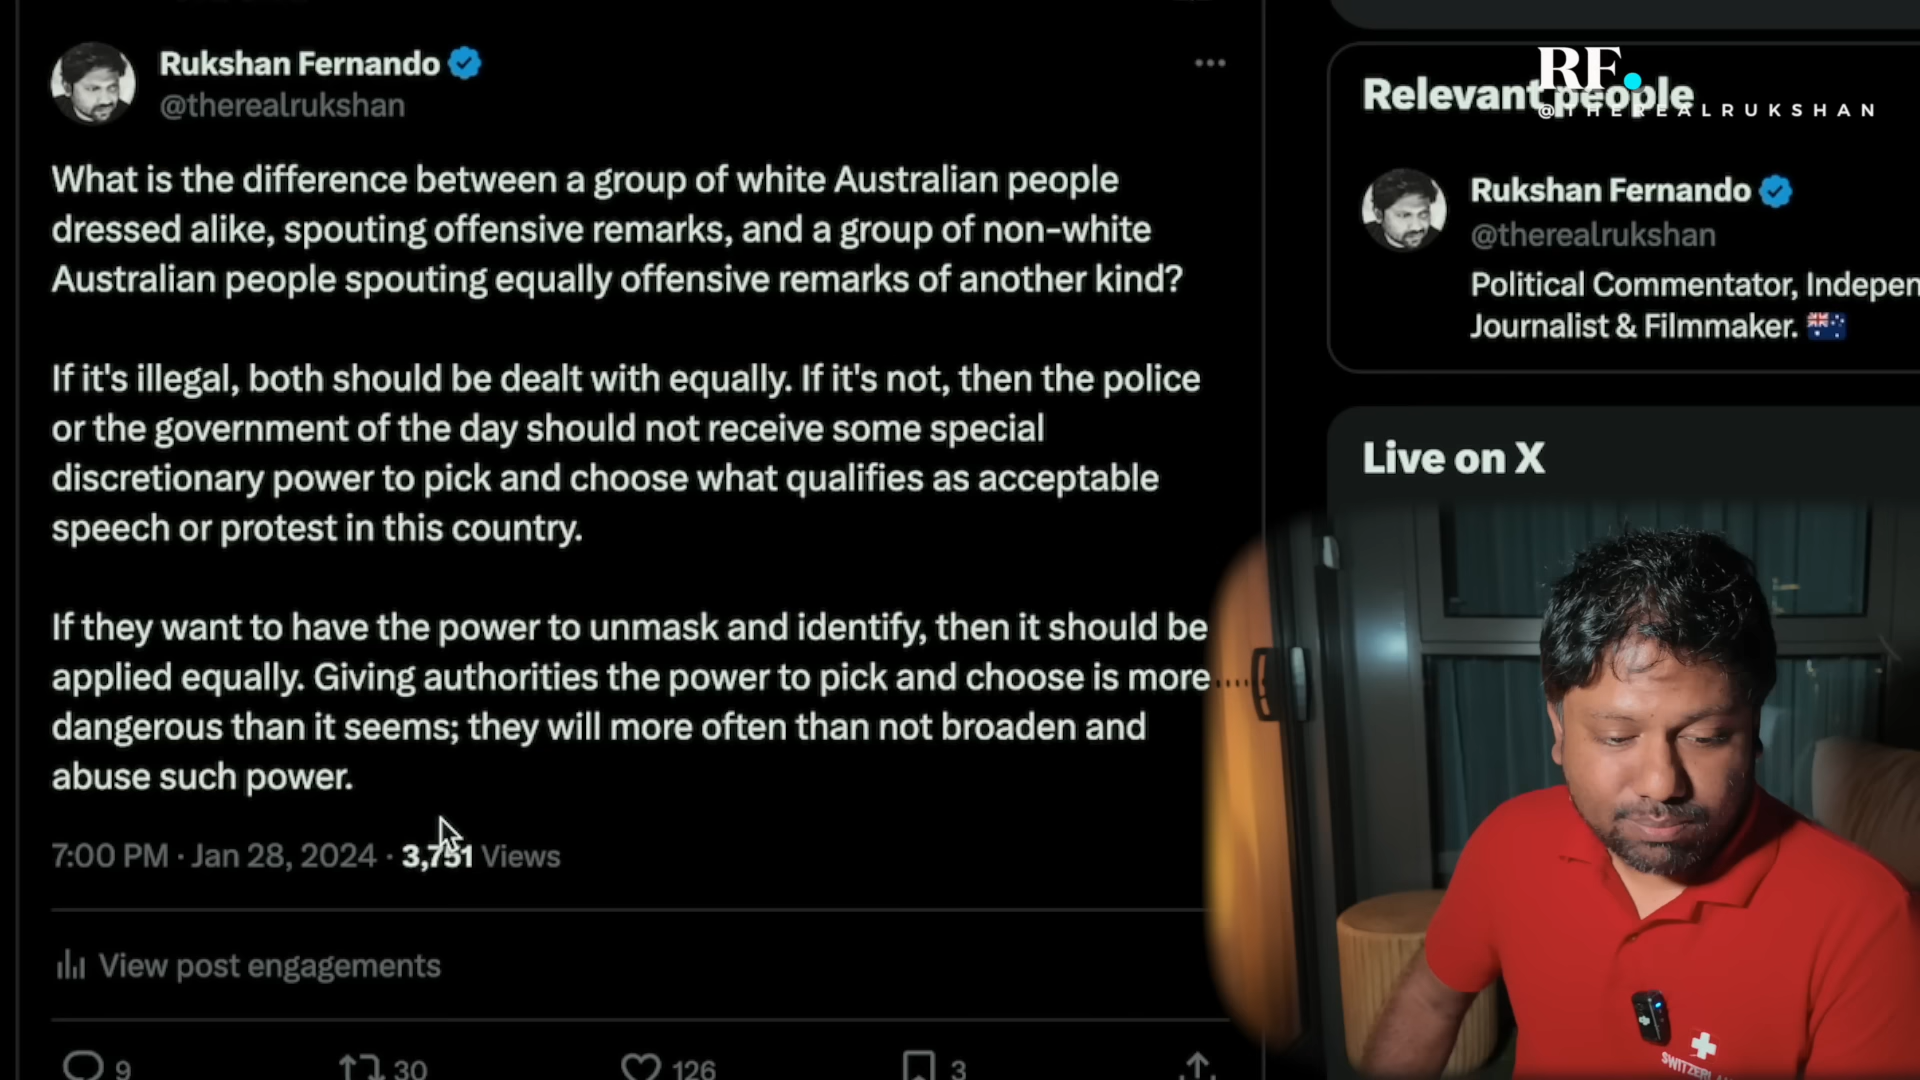 Rukshan Fernando
@therealrukshan
What is the difference between a group of white Australian people
dressed alike, spouting offensive remarks, and a group of non-white
Australian people spouting equally offensive remarks of another kind?
If it's illegal, both should be dealt with equally. If it's not, then the police
or the government of the day should not receive some special
discretionary power to pick and choose what qualifies as acceptable
speech or protest in this country.
If they want to have the power to unmask and identify, then it should be
applied equally. Giving authorities the power to pick and choose is more
dangerous than it seems; they will more often than not broaden and
abuse such power.
7:00 PM · Jan 28, 2024 · 3,751 Views
View post engagements
9 30 126 3
RF.
@THEREALRUKSHAN
Relevant people
Rukshan Fernando
@therealrukshan
Political Commentator, Indepen
Journalist & Filmmaker.
Live on X
SWITZERL